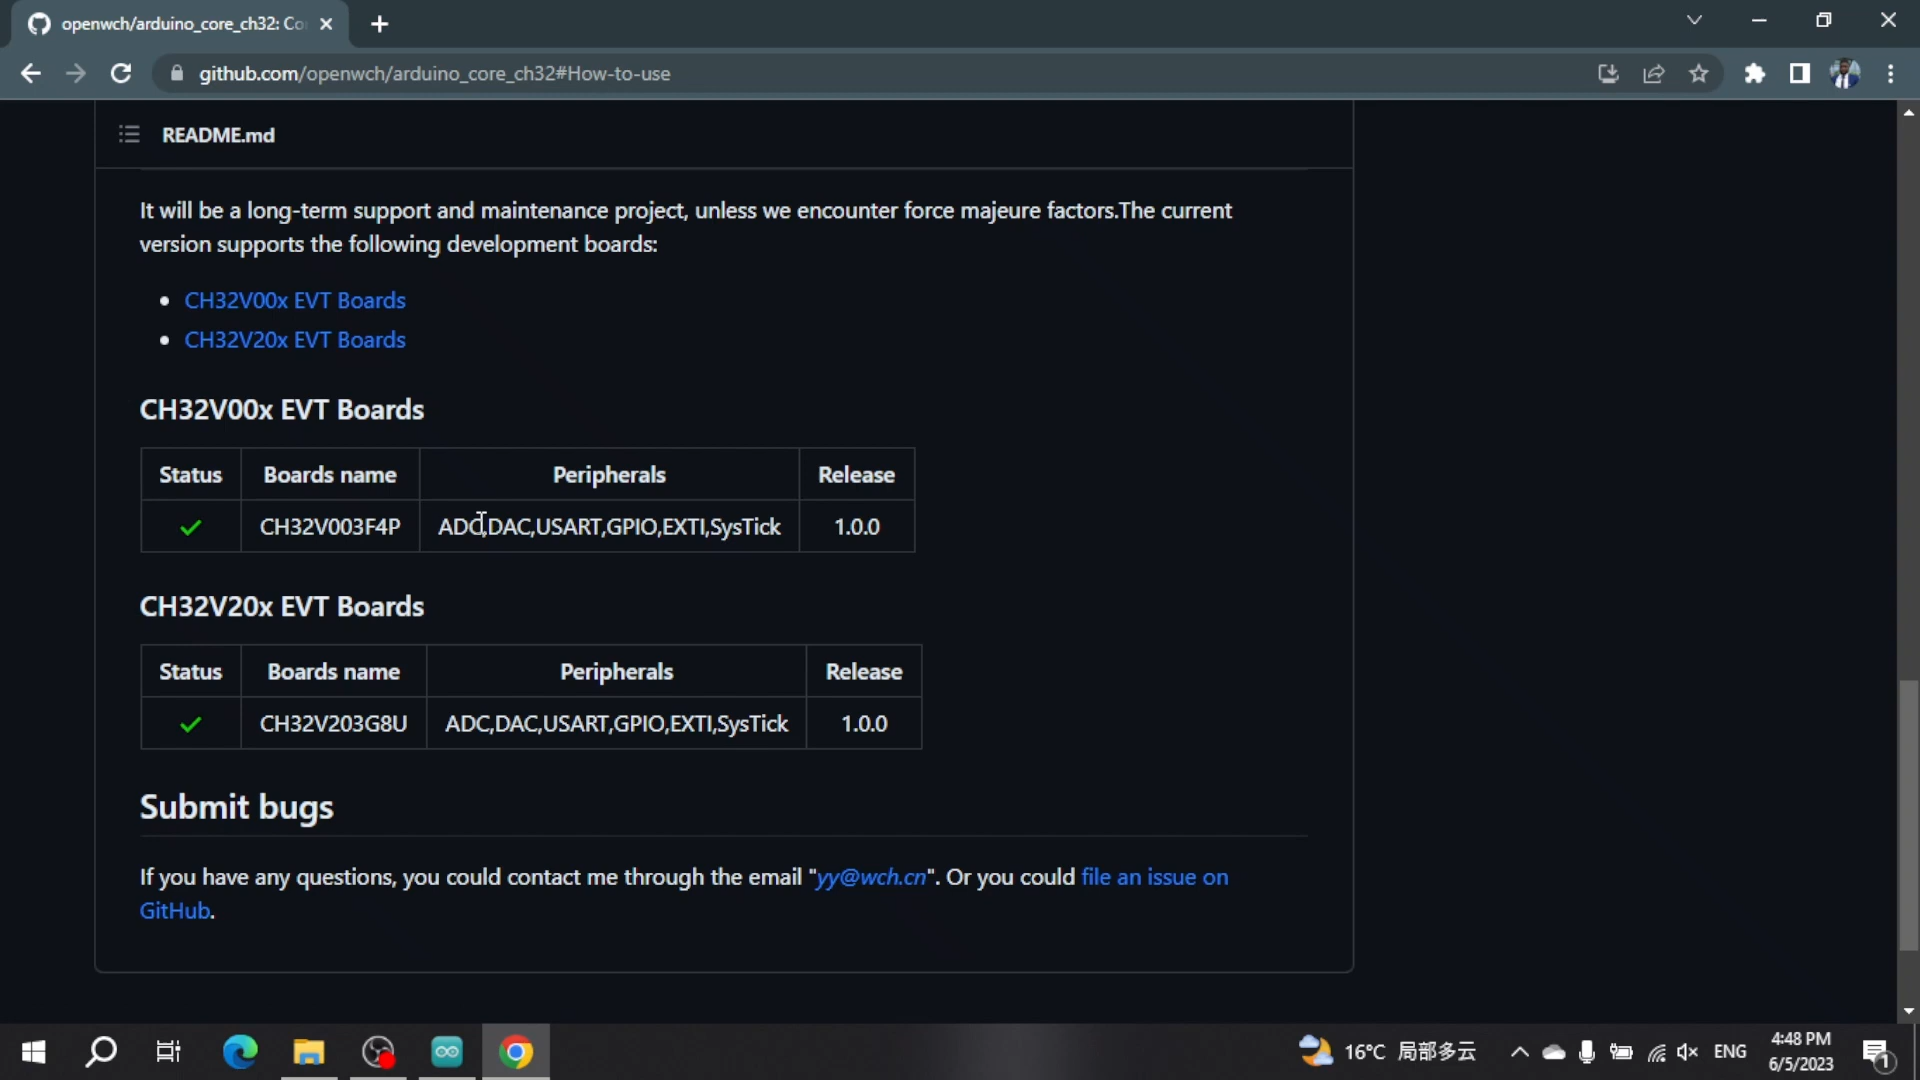 openwch/arduino_core_ch32: Co
github.com/openwch/arduino_core_ch32#How-to-use
README.md
It will be a long-term support and maintenance project, unless we encounter force majeure factors.The current
version supports the following development boards:
CH32V00x EVT Boards
CH32V20x EVT Boards
CH32V00x EVT Boards
Status Boards name Peripherals Release
CH32V003F4P ADC,DAC,USART,GPIO,EXTI,SysTick 1.0.0
CH32V20x EVT Boards
Status Boards name Peripherals Release
CH32V203G8U ADC,DAC,USART,GPIO,EXTI,SysTick 1.0.0
Submit bugs
If you have any questions, you could contact me through the email "yy@wch.cn". Or you could file an issue on
GitHub.
16°C 局部多云 ENG 4:48 PM
6/5/2023
1